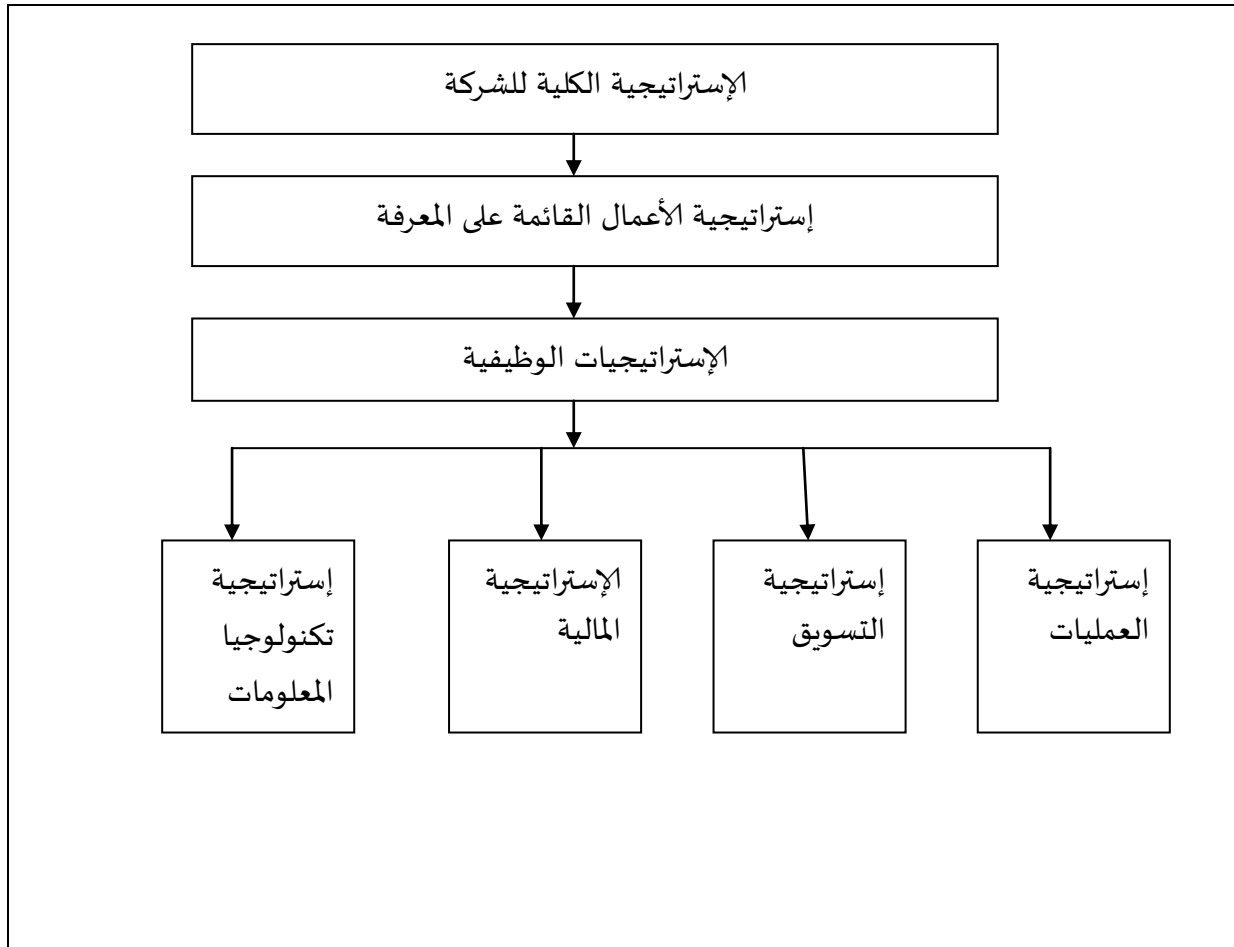 الإستراتيجية الكلية للشركة
إستراتيجية الأعمال القائمة على المعرفة
الإستراتيجيات الوظيفية
إستراتيجية
العمليات
إستراتيجية
التسويق
الإستراتيجية
المالية
إستراتيجية
تكنولوجيا
المعلومات